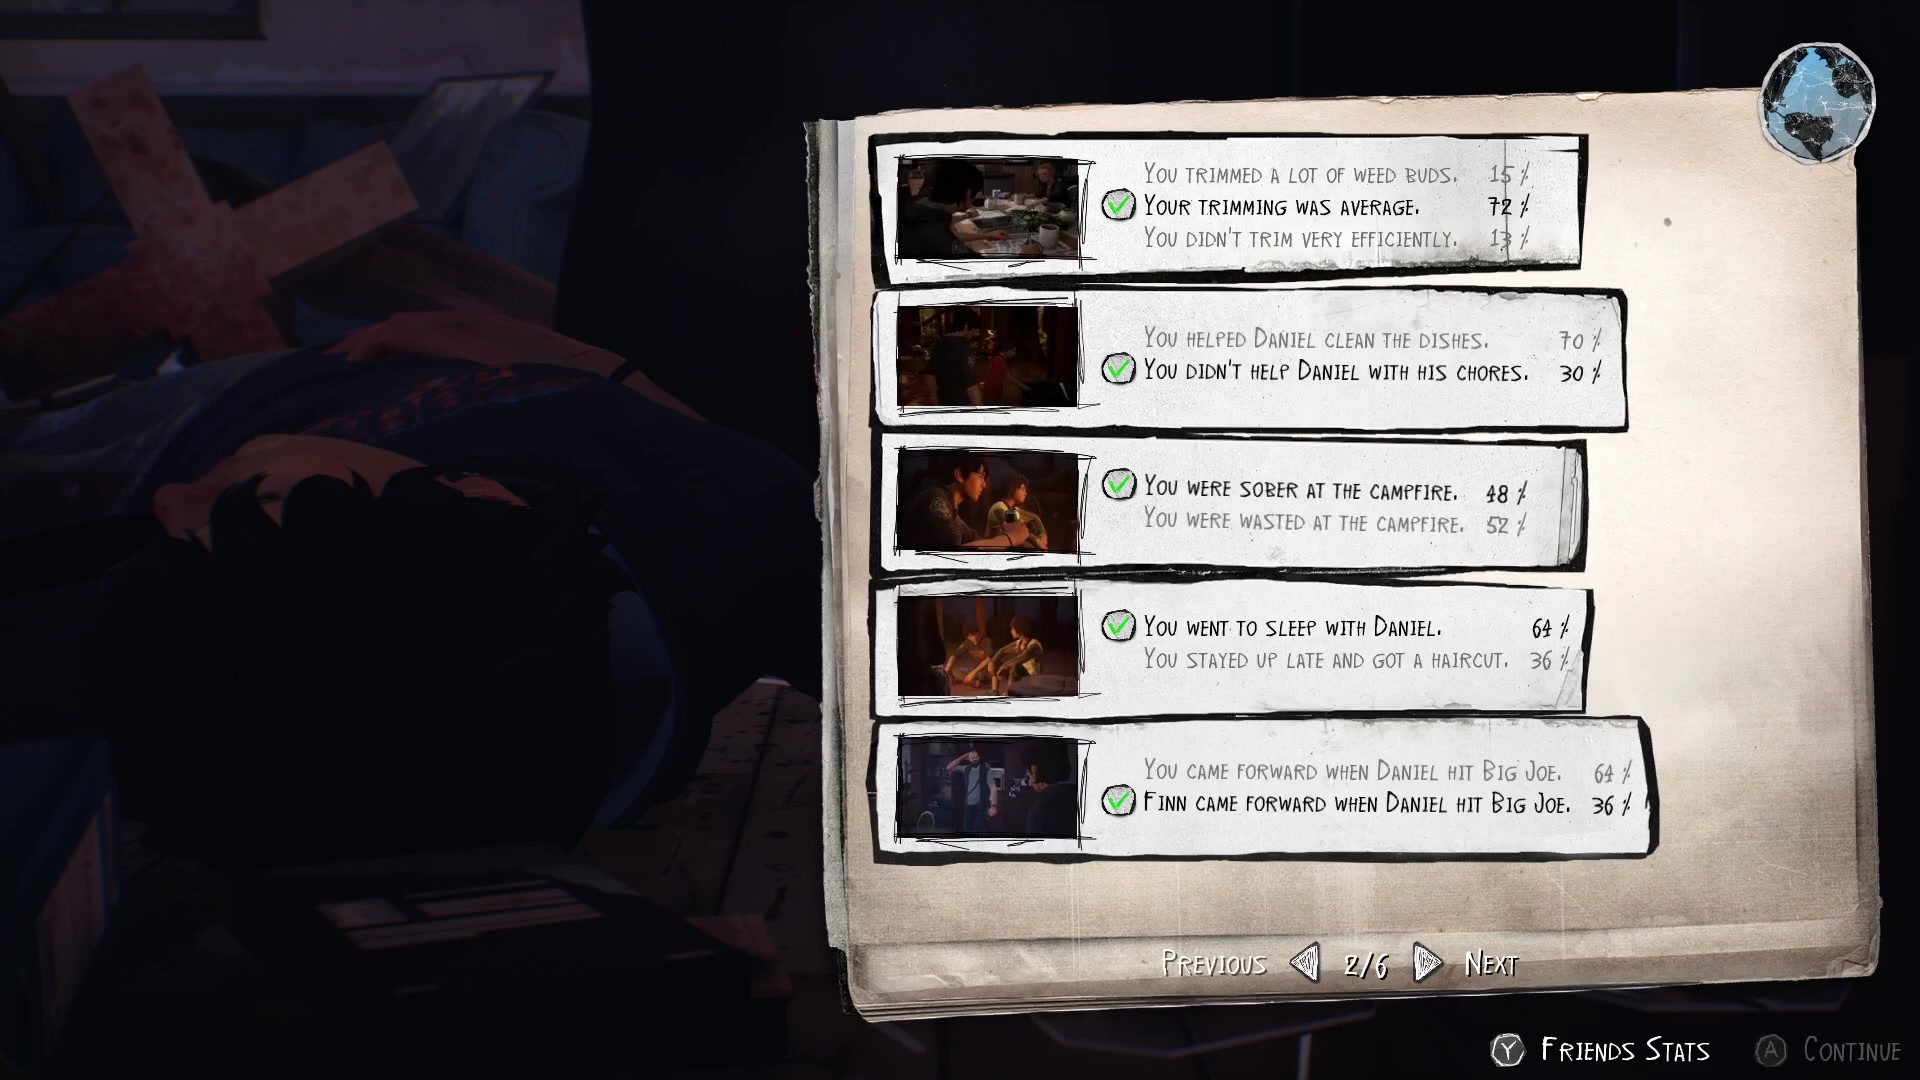 You trimmed a lot of weed buds. 15 %
Your trimming was average. 72 %
You didn't trim very efficiently. 13 %
You helped Daniel clean the dishes. 70 %
You didn't help Daniel with his chores. 30 %
You were sober at the campfire. 48 %
You were wasted at the campfire. 52 %
You went to sleep with Daniel. 64 %
You stayed up late and got a haircut. 36 %
You came forward when Daniel hit Big Joe. 64 %
Finn came forward when Daniel hit Big Joe. 36 %
Previous 2/6 Next
Y Friends Stats A Continue